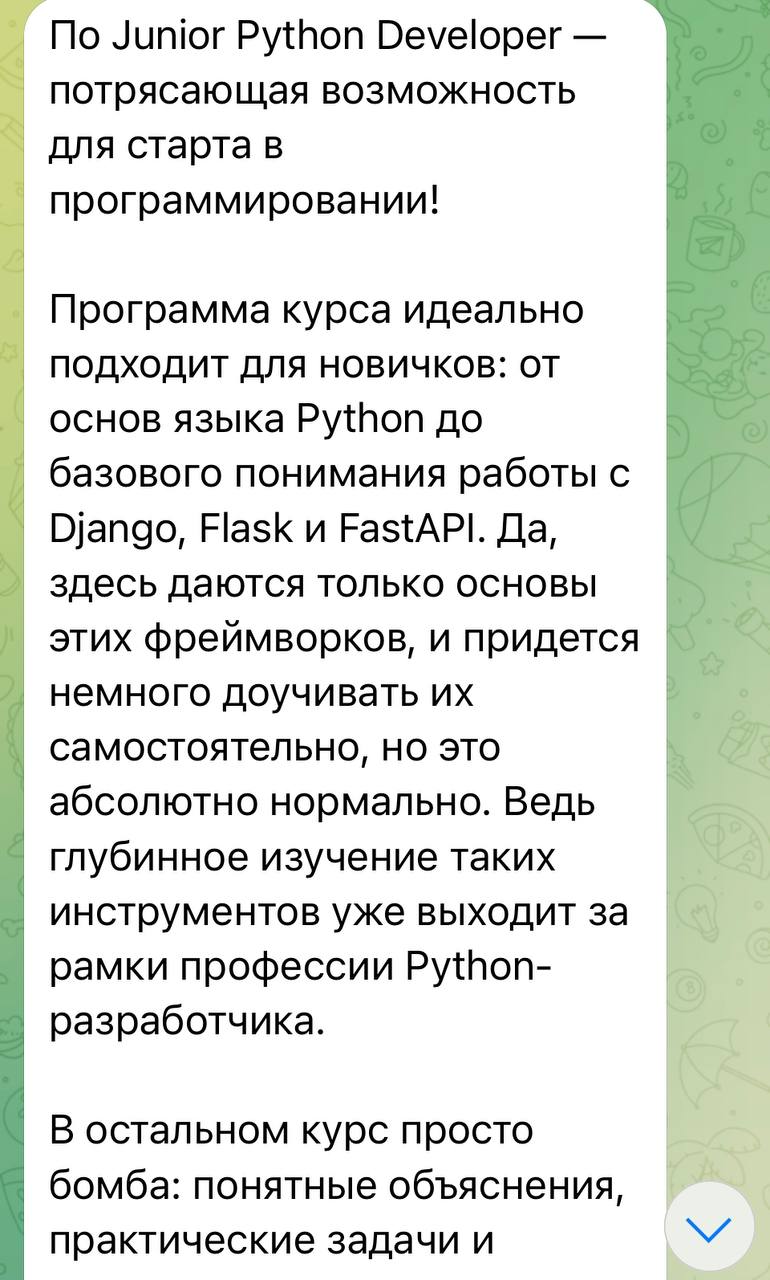 По Junior Python Developer —
потрясающая возможность
для старта в
программировании!
Программа курса идеально
подходит для новичков: от
основ языка Python до
базового понимания работы с
Django, Flask и FastAPI. Да,
здесь даются только основы
этих фреймворков, и придется
немного доучивать их
самостоятельно, но это
абсолютно нормально. Ведь
глубинное изучение таких
инструментов уже выходит за
рамки профессии Python-
разработчика.
В остальном курс просто
бомба: понятные объяснения,
практические задачи и